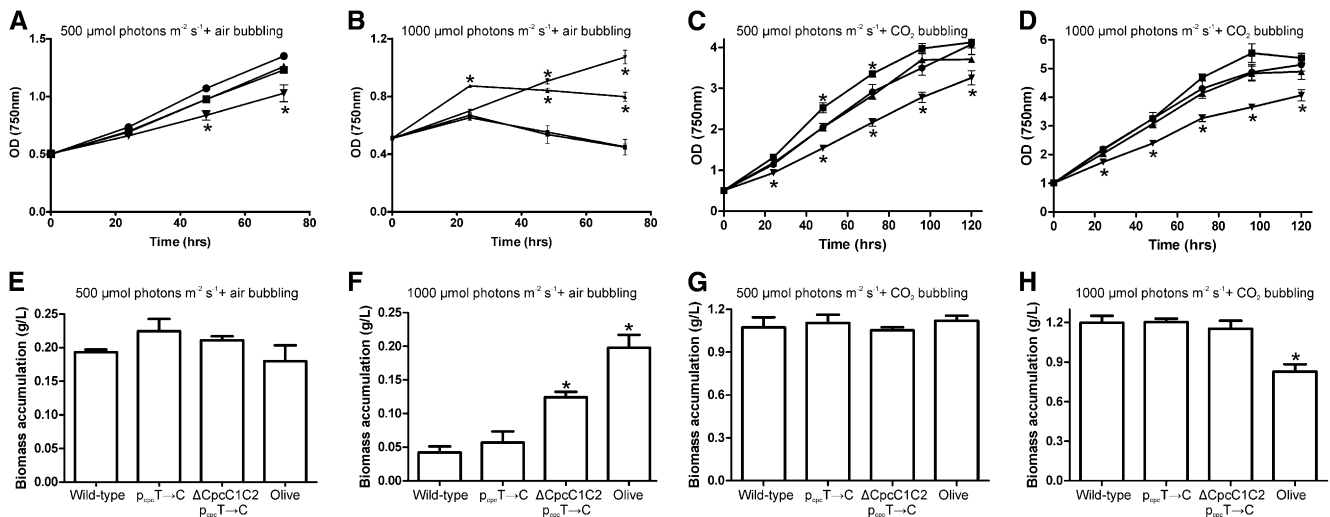 A
500 µmol photons m⁻² s⁻¹+ air bubbling
OD (750nm)
1.5
1.0
0.5
0.0
*
*
0
20
40
60
80
Time (hrs)
B
1000 µmol photons m⁻² s⁻¹+ air bubbling
OD (750nm)
1.2
0.8
0.4
0.0
*
*
*
*
*
0
20
40
60
80
Time (hrs)
C
500 µmol photons m⁻² s⁻¹+ CO₂ bubbling
OD (750nm)
4
3
2
1
0
*
*
*
*
*
*
*
0
20
40
60
80
100
120
Time (hrs)
D
1000 µmol photons m⁻² s⁻¹+ CO₂ bubbling
OD (750nm)
6
5
4
3
2
1
0
*
*
*
*
*
0
20
40
60
80
100
120
Time (hrs)
E
500 µmol photons m⁻² s⁻¹+ air bubbling
Biomass accumulation (g/L)
0.25
0.20
0.15
0.10
0.05
0.00
Wild-type
p_cpcT→C
ΔCpcC1C2
p_cpcT→C
Olive
F
1000 µmol photons m⁻² s⁻¹+ air bubbling
Biomass accumulation (g/L)
0.25
0.20
0.15
0.10
0.05
0.00
*
*
Wild-type
p_cpcT→C
ΔCpcC1C2
p_cpcT→C
Olive
G
500 µmol photons m⁻² s⁻¹+ CO₂ bubbling
Biomass accumulation (g/L)
1.2
0.9
0.6
0.3
0.0
Wild-type
p_cpcT→C
ΔCpcC1C2
p_cpcT→C
Olive
H
1000 µmol photons m⁻² s⁻¹+ CO₂ bubbling
Biomass accumulation (g/L)
1.2
0.9
0.6
0.3
0.0
*
Wild-type
p_cpcT→C
ΔCpcC1C2
p_cpcT→C
Olive